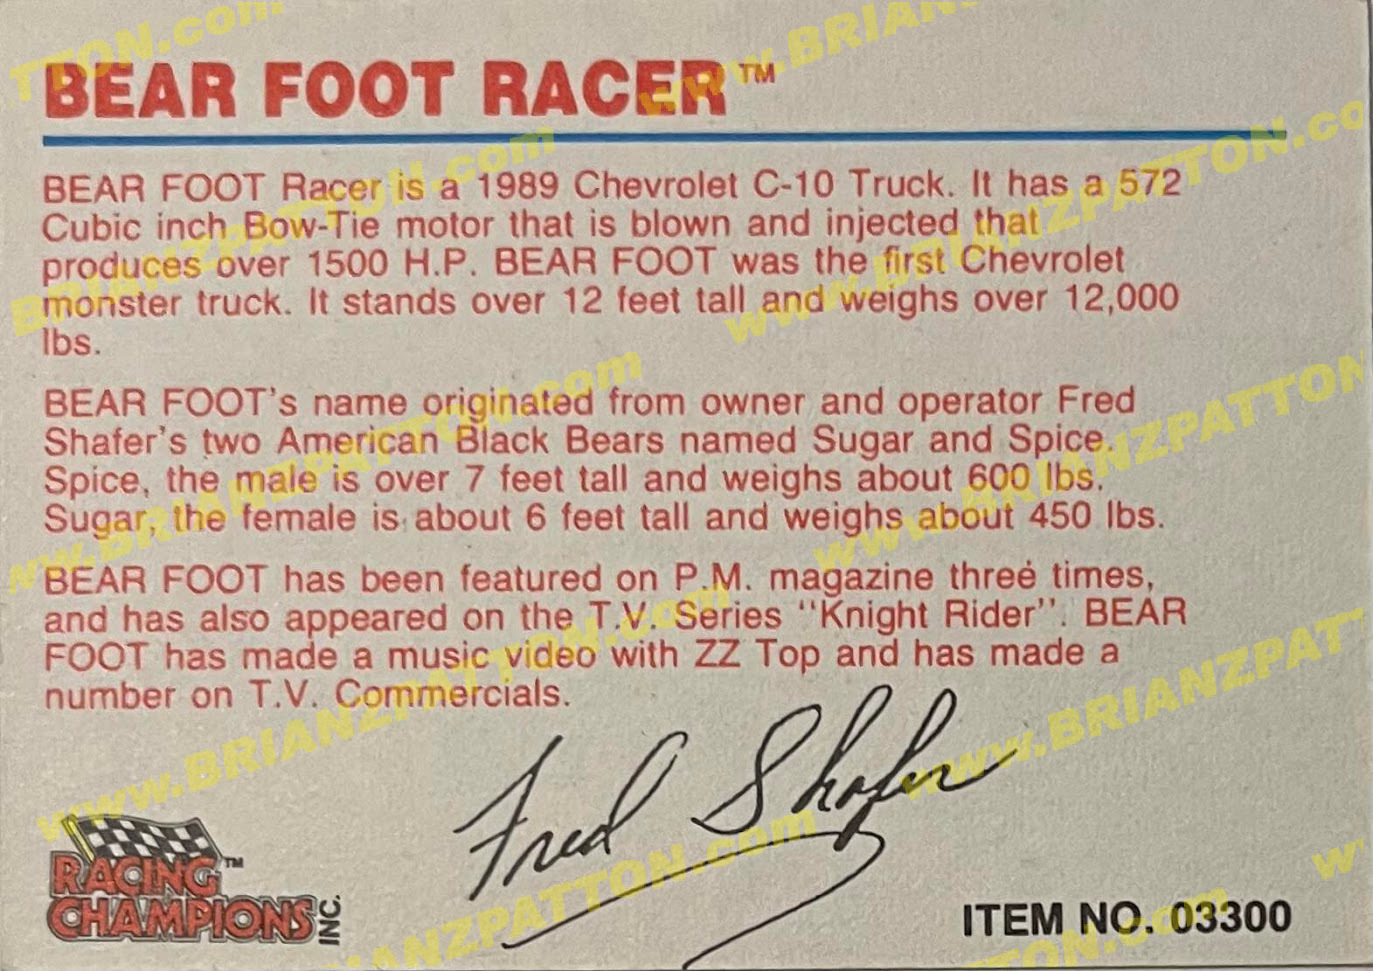 BEAR FOOT RACER™
BEAR FOOT Racer is a 1989 Chevrolet C-10 Truck. It has a 572
Cubic inch Bow-Tie motor that is blown and injected that
produces over 1500 H.P. BEAR FOOT was the first Chevrolet
monster truck. It stands over 12 feet tall and weighs over 12,000
lbs.
BEAR FOOT's name originated from owner and operator Fred
Shafer's two American Black Bears named Sugar and Spice.
Spice, the male is over 7 feet tall and weighs about 600 lbs.
Sugar, the female is about 6 feet tall and weighs about 450 lbs.
BEAR FOOT has been featured on P.M. magazine three times,
and has also appeared on the T.V. Series "Knight Rider". BEAR
FOOT has made a music video with ZZ Top and has made a
number on T.V. Commercials.
Fred Shafer
RACING™
CHAMPIONS INC.
ITEM NO. 03300
www.BRIANZPATTON.com